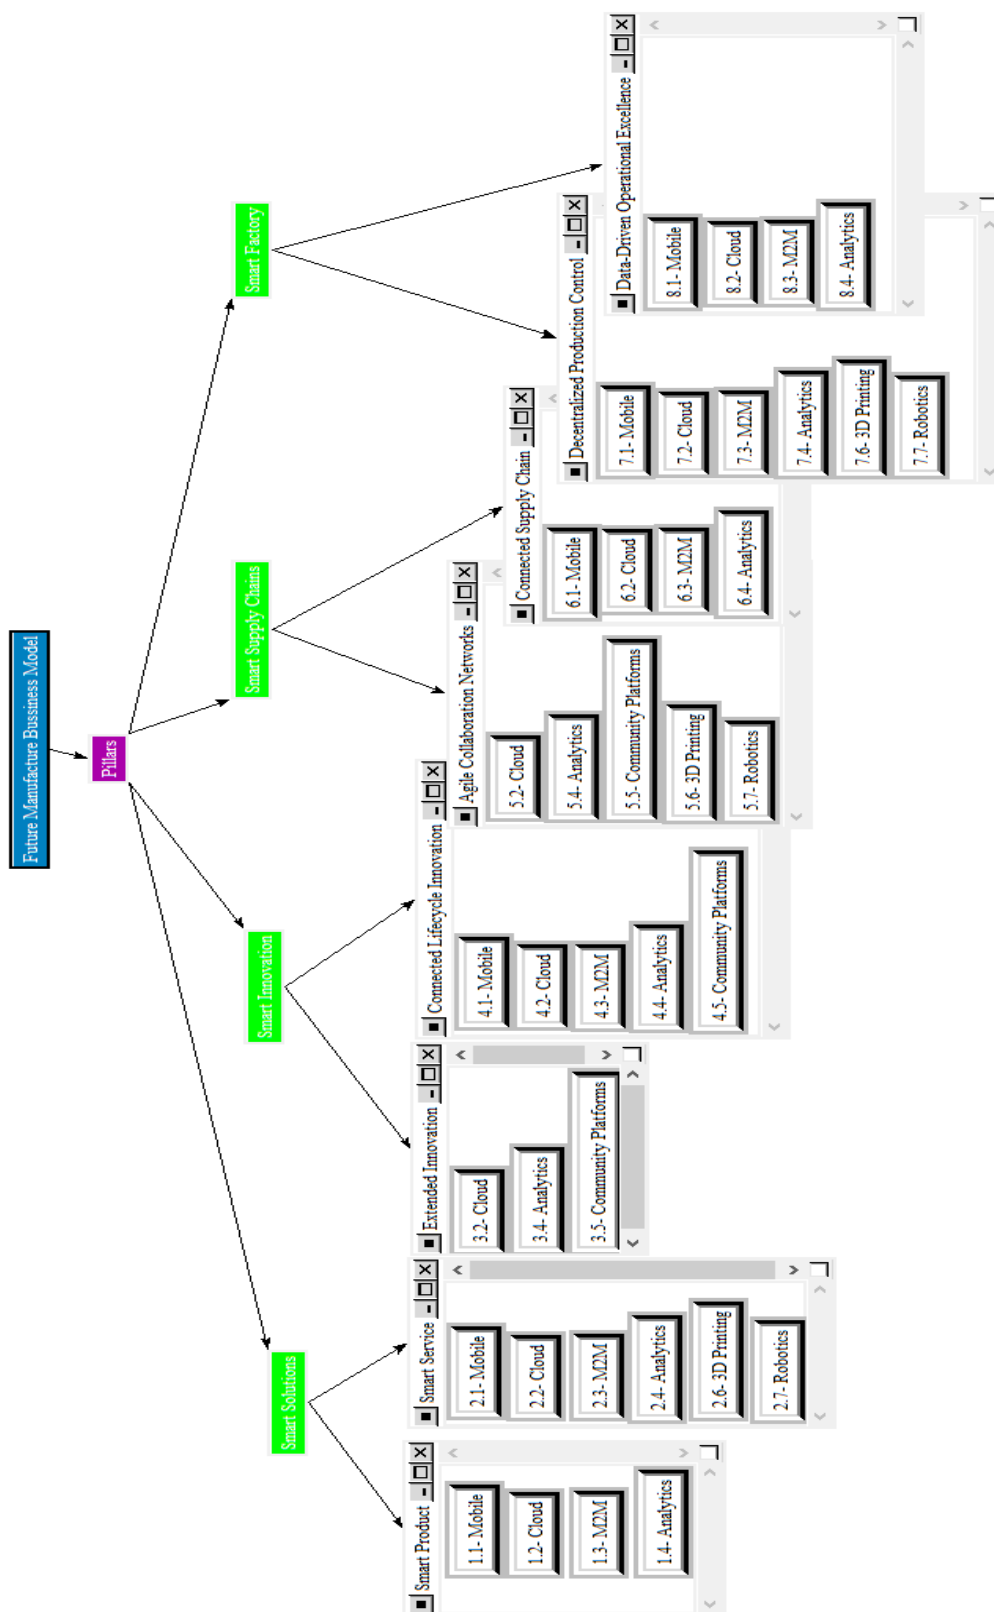 Future Manufacture Bussiness Model
Pillars
Smart Solutions
Smart Innovation
Smart Supply Chains
Smart Factory
Smart Product
1.1- Mobile
1.2- Cloud
1.3- M2M
1.4- Analytics
Smart Service
2.1- Mobile
2.2- Cloud
2.3- M2M
2.4- Analytics
2.6- 3D Printing
2.7- Robotics
Extended Innovation
3.2- Cloud
3.4- Analytics
3.5- Community Platforms
Connected Lifecycle Innovation
4.1- Mobile
4.2- Cloud
4.3- M2M
4.4- Analytics
4.5- Community Platforms
Agile Collaboration Networks
5.2- Cloud
5.4- Analytics
5.5- Community Platforms
5.6- 3D Printing
5.7- Robotics
Connected Supply Chain
6.1- Mobile
6.2- Cloud
6.3- M2M
6.4- Analytics
Decentralized Production Control
7.1- Mobile
7.2- Cloud
7.3- M2M
7.4- Analytics
7.6- 3D Printing
7.7- Robotics
Data-Driven Operational Excellence
8.1- Mobile
8.2- Cloud
8.3- M2M
8.4- Analytics